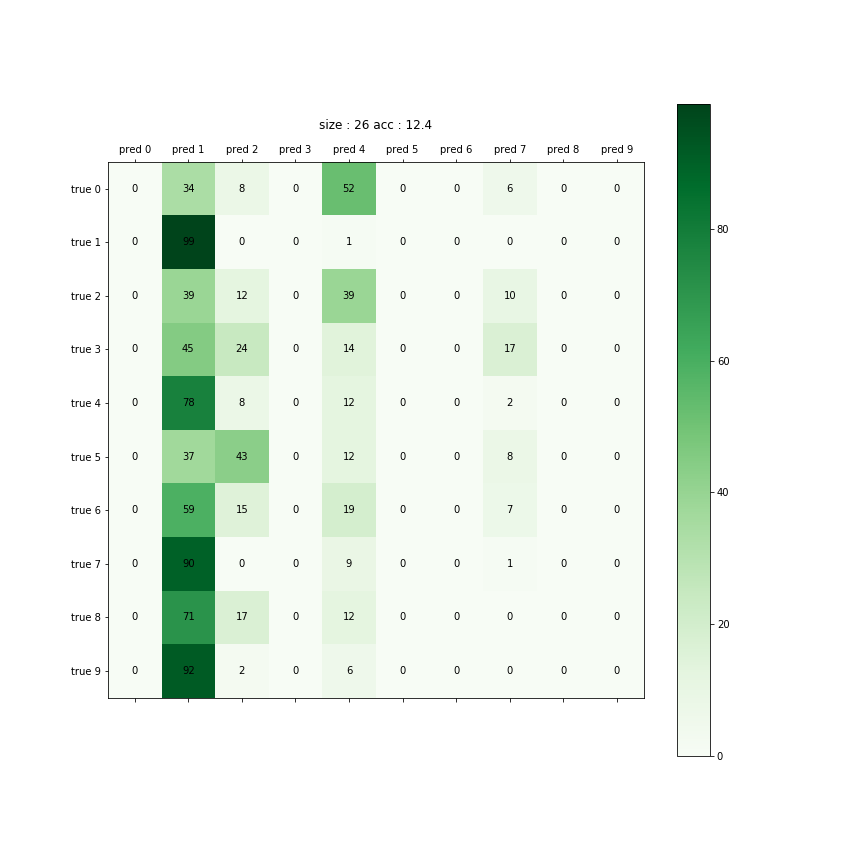 size : 26 acc : 12.4
pred 0 pred 1 pred 2 pred 3 pred 4 pred 5 pred 6 pred 7 pred 8 pred 9
true 0 0 34 8 0 52 0 0 6 0 0
true 1 0 99 0 0 1 0 0 0 0 0
true 2 0 39 12 0 39 0 0 10 0 0
true 3 0 45 24 0 14 0 0 17 0 0
true 4 0 78 8 0 12 0 0 2 0 0
true 5 0 37 43 0 12 0 0 8 0 0
true 6 0 59 15 0 19 0 0 7 0 0
true 7 0 90 0 0 9 0 0 1 0 0
true 8 0 71 17 0 12 0 0 0 0 0
true 9 0 92 2 0 6 0 0 0 0 0
80
60
40
20
0